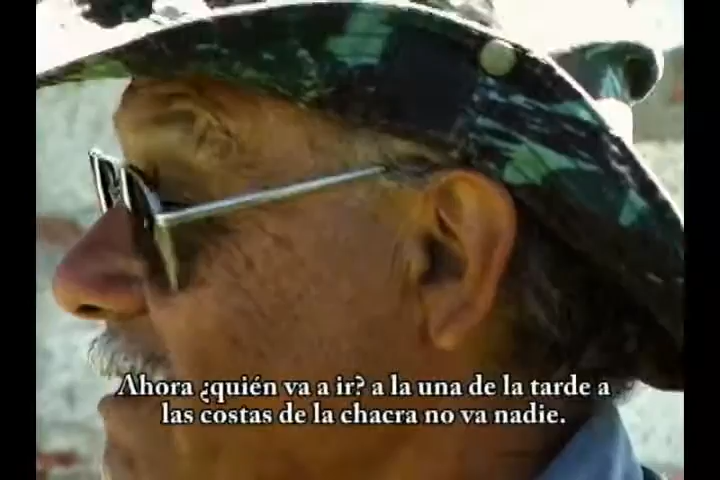 Ahora ¿quién va a ir? a la una de la tarde a
las costas de la chacra no va nadie.